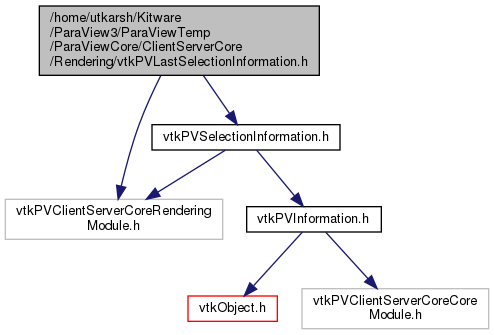 /home/utkarsh/Kitware
/ParaView3/ParaViewTemp
/ParaViewCore/ClientServerCore
/Rendering/vtkPVLastSelectionInformation.h
vtkPVSelectionInformation.h
vtkPVClientServerCoreRendering
Module.h
vtkPVInformation.h
vtkObject.h
vtkPVClientServerCoreCore
Module.h